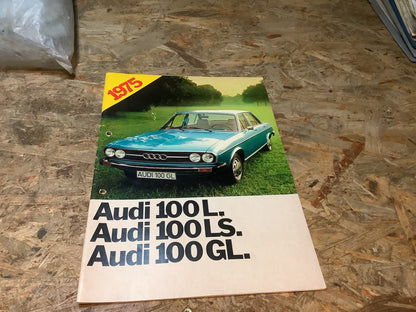 1975
AUDI 100 GL
Audi 100 L.
Audi 100 LS.
Audi 100 GL.